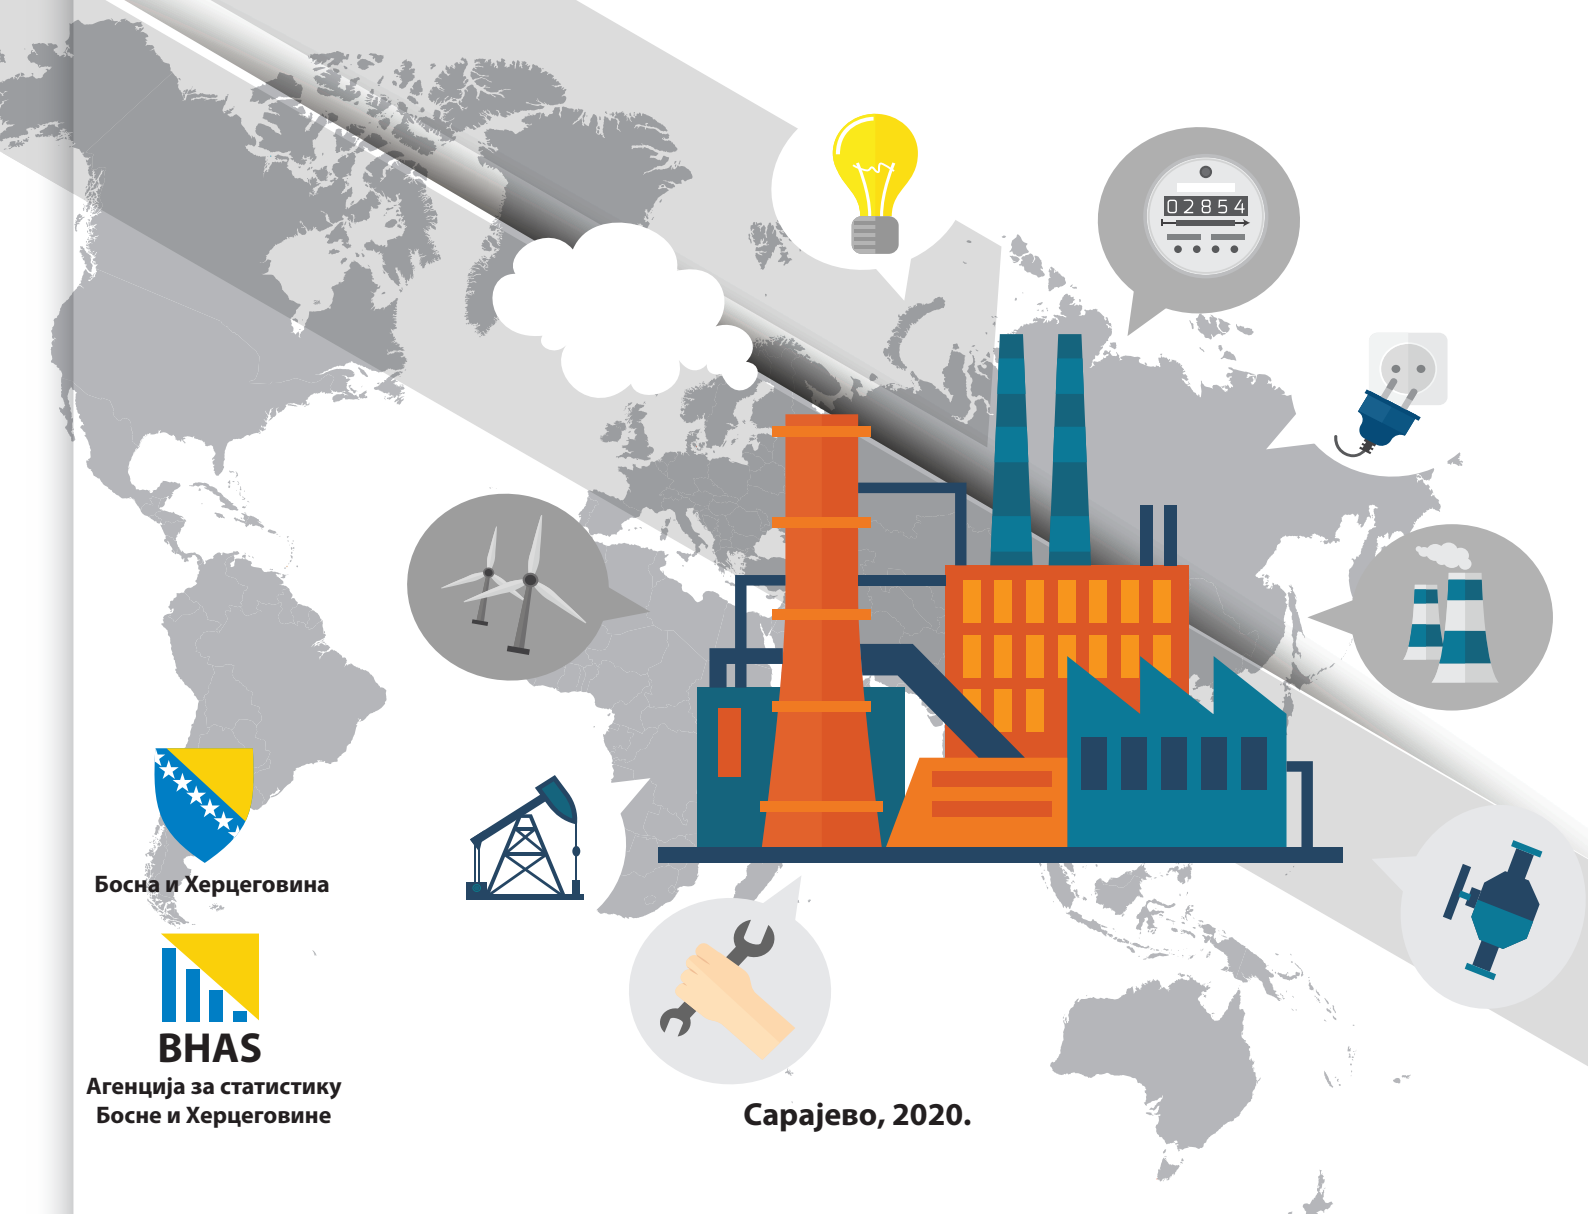 02854
Босна и Херцеговина
BHAS
Агенција за статистику
Босне и Херцеговине
Сарајево, 2020.